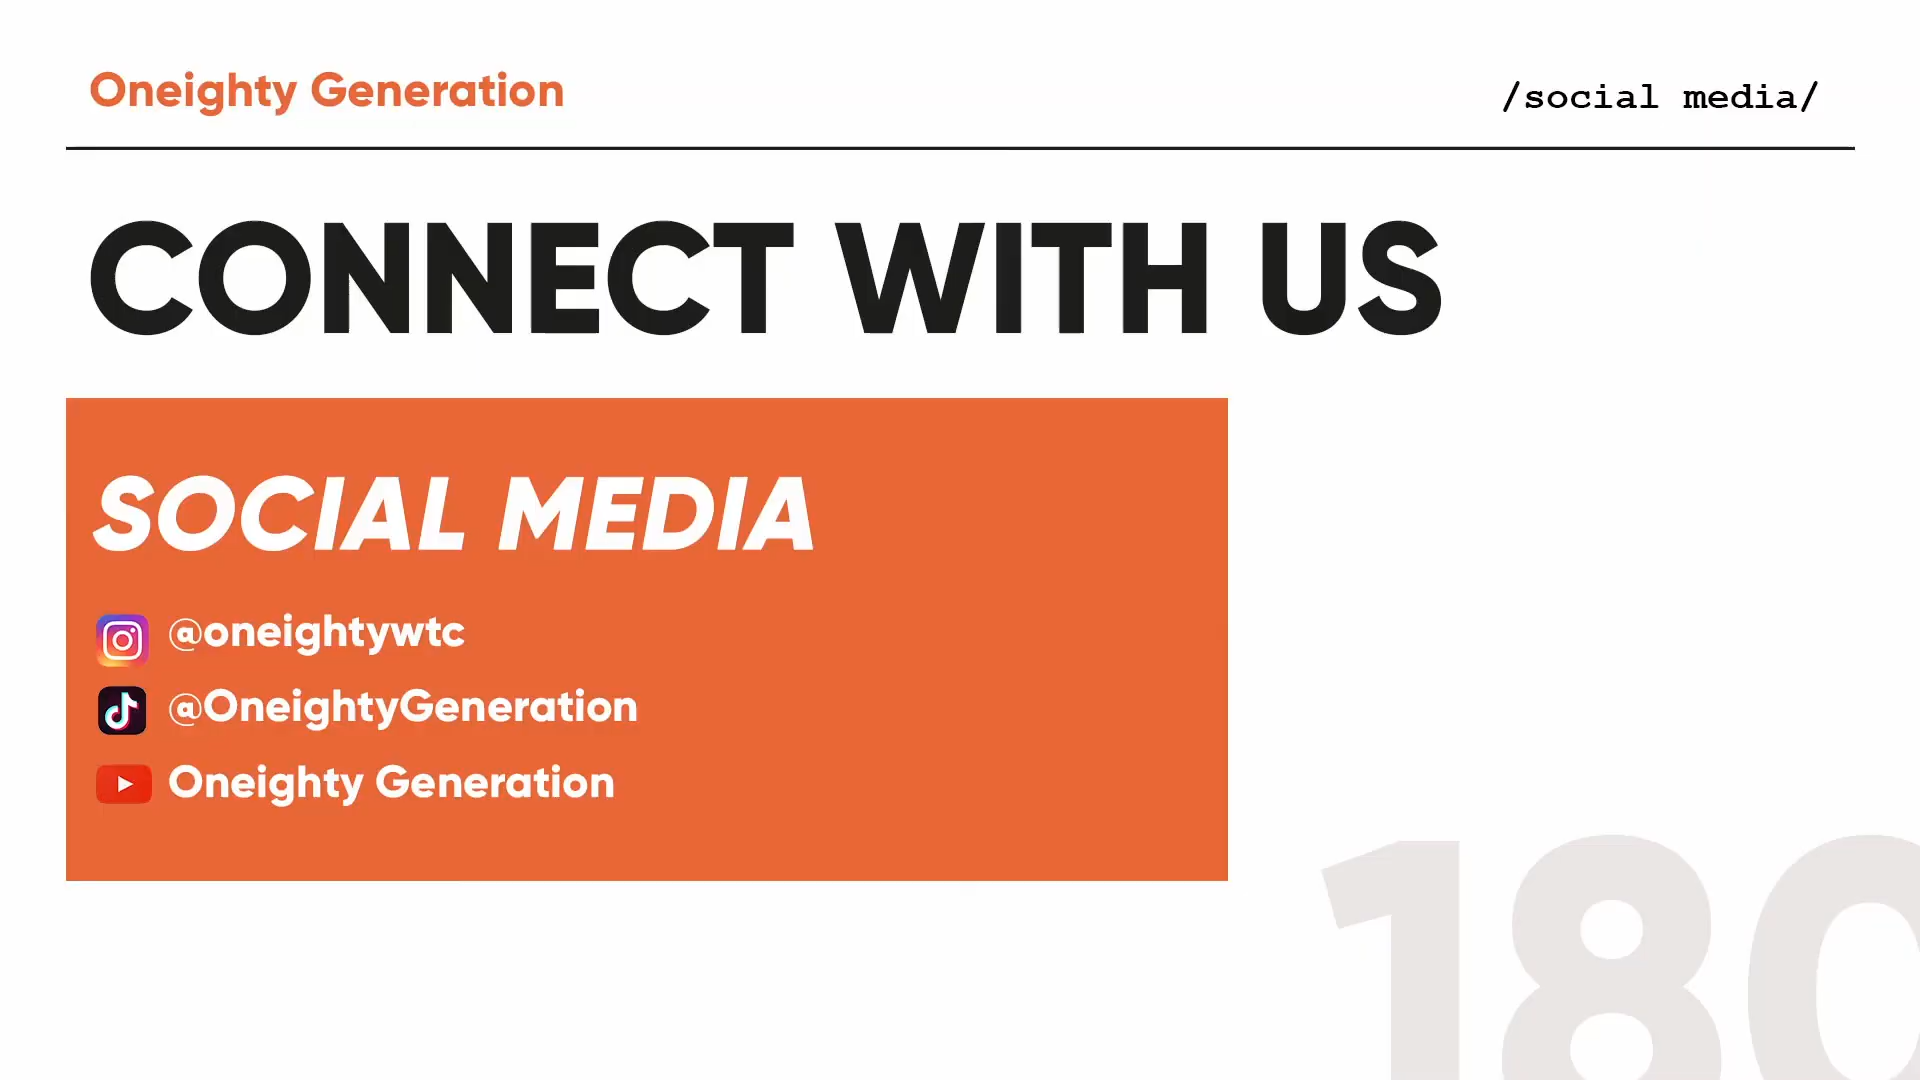 Oneighty Generation
/social media/
CONNECT WITH US
SOCIAL MEDIA
@oneightywtc
@OneightyGeneration
Oneighty Generation
180